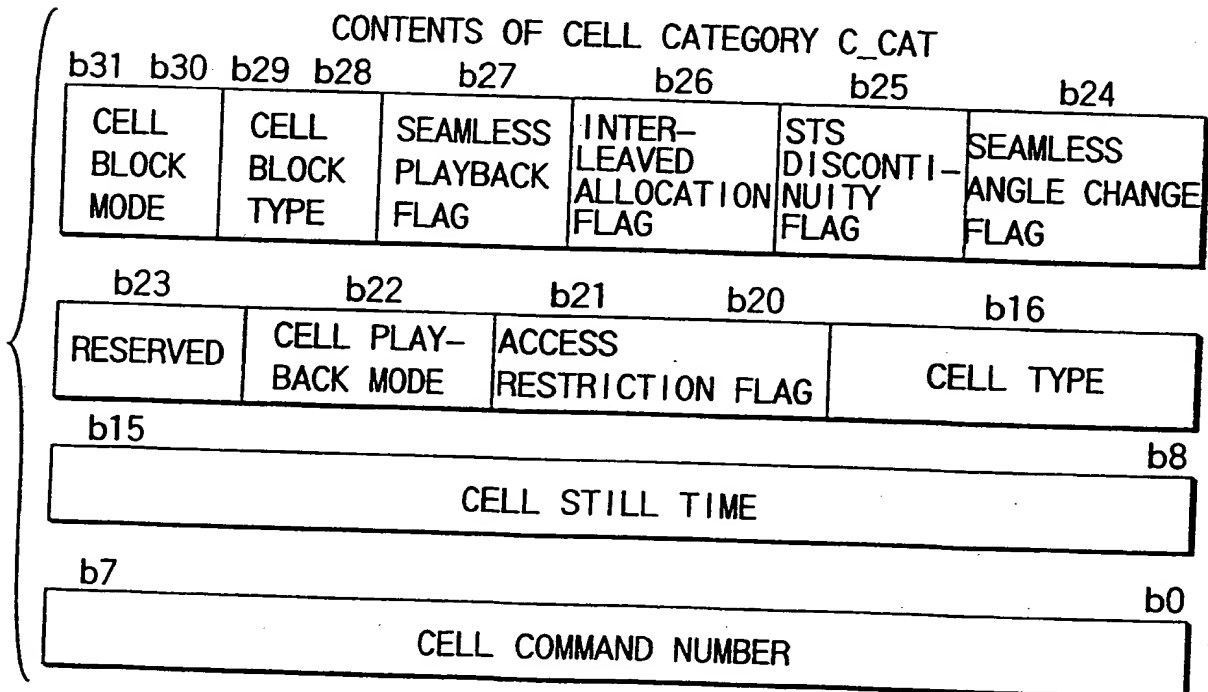 CONTENTS OF CELL CATEGORY C_CAT
b31 b30 b29 b28 b27 b26 b25 b24
CELL BLOCK MODE
CELL BLOCK TYPE
SEAMLESS PLAYBACK FLAG
INTER-LEAVED ALLOCATION FLAG
STS DISCONTI-NUITY FLAG
SEAMLESS ANGLE CHANGE FLAG
b23 b22 b21 b20 b16
RESERVED
CELL PLAY-BACK MODE
ACCESS RESTRICTION FLAG
CELL TYPE
b15 b8
CELL STILL TIME
b7 b0
CELL COMMAND NUMBER